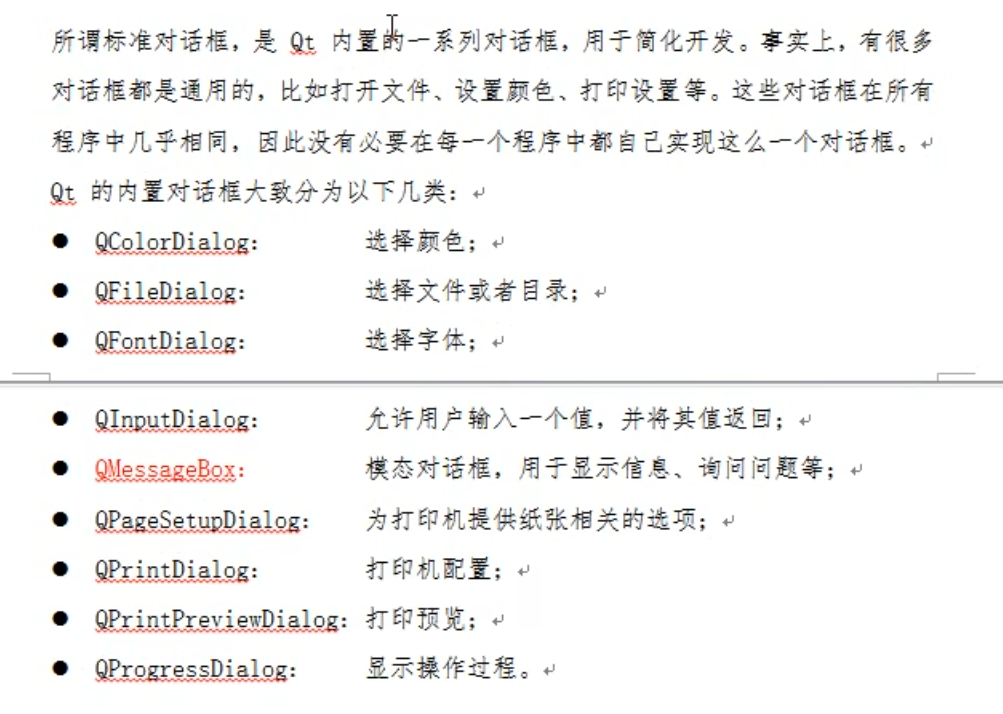 所谓标准对话框，是 Qt 内置的一系列对话框，用于简化开发。事实上，有很多
对话框都是通用的，比如打开文件、设置颜色、打印设置等。这些对话框在所有
程序中几乎相同，因此没有必要在每一个程序中都自己实现这么一个对话框。
Qt 的内置对话框大致分为以下几类：
● QColorDialog： 选择颜色；
● QFileDialog： 选择文件或者目录；
● QFontDialog： 选择字体；
● QInputDialog： 允许用户输入一个值，并将其值返回；
● QMessageBox： 模态对话框，用于显示信息、询问问题等；
● QPageSetupDialog： 为打印机提供纸张相关的选项；
● QPrintDialog： 打印机配置；
● QPrintPreviewDialog： 打印预览；
● QProgressDialog： 显示操作过程。